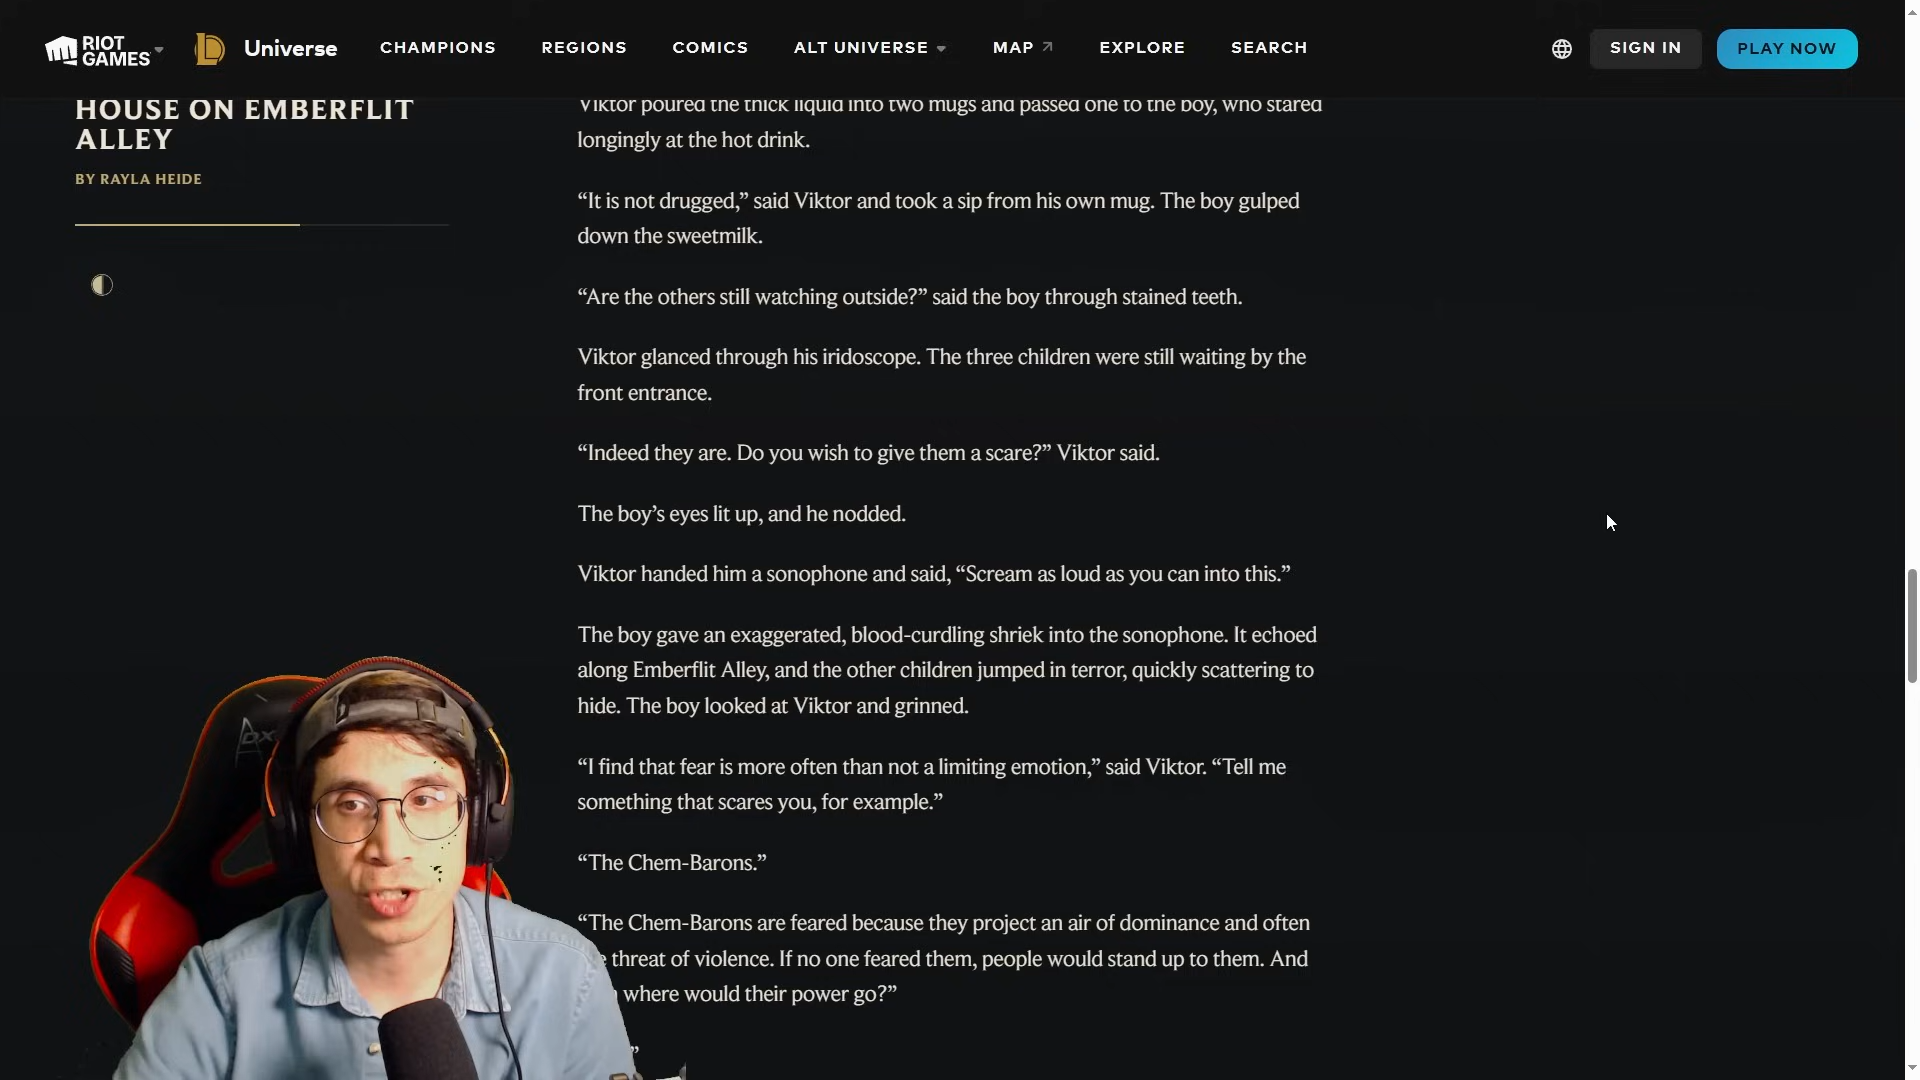 RIOT GAMES
Universe
CHAMPIONS
REGIONS
COMICS
ALT UNIVERSE
MAP
EXPLORE
SEARCH
SIGN IN
PLAY NOW
HOUSE ON EMBERFLIT
ALLEY
BY RAYLA HEIDE
Viktor poured the thick liquid into two mugs and passed one to the boy, who stared
longingly at the hot drink.
“It is not drugged,” said Viktor and took a sip from his own mug. The boy gulped
down the sweetmilk.
“Are the others still watching outside?” said the boy through stained teeth.
Viktor glanced through his iridoscope. The three children were still waiting by the
front entrance.
“Indeed they are. Do you wish to give them a scare?” Viktor said.
The boy’s eyes lit up, and he nodded.
Viktor handed him a sonophone and said, “Scream as loud as you can into this.”
The boy gave an exaggerated, blood-curdling shriek into the sonophone. It echoed
along Emberflit Alley, and the other children jumped in terror, quickly scattering to
hide. The boy looked at Viktor and grinned.
“I find that fear is more often than not a limiting emotion,” said Viktor. “Tell me
something that scares you, for example.”
“The Chem-Barons.”
“The Chem-Barons are feared because they project an air of dominance and often
threat of violence. If no one feared them, people would stand up to them. And
where would their power go?”